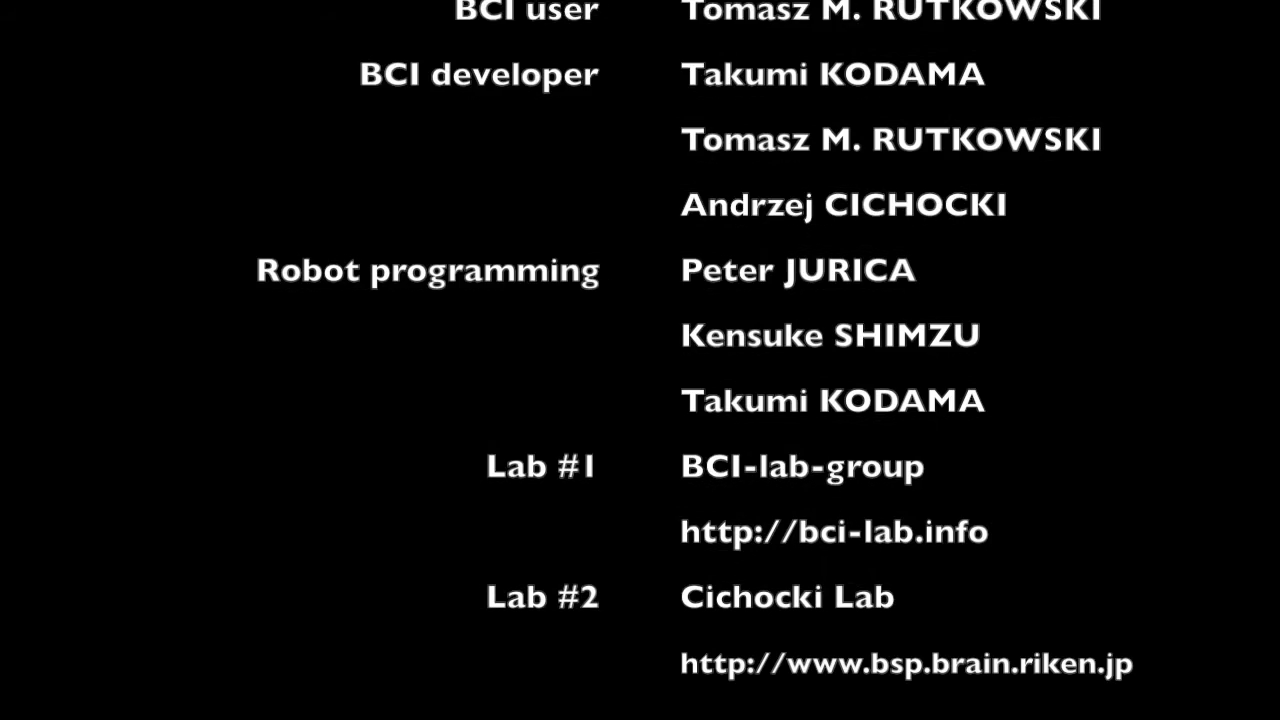 BCI user Tomasz M. RUTKOWSKI
BCI developer Takumi KODAMA
Tomasz M. RUTKOWSKI
Andrzej CICHOCKI
Robot programming Peter JURICA
Kensuke SHIMZU
Takumi KODAMA
Lab #1 BCI-lab-group
http://bci-lab.info
Lab #2 Cichocki Lab
http://www.bsp.brain.riken.jp